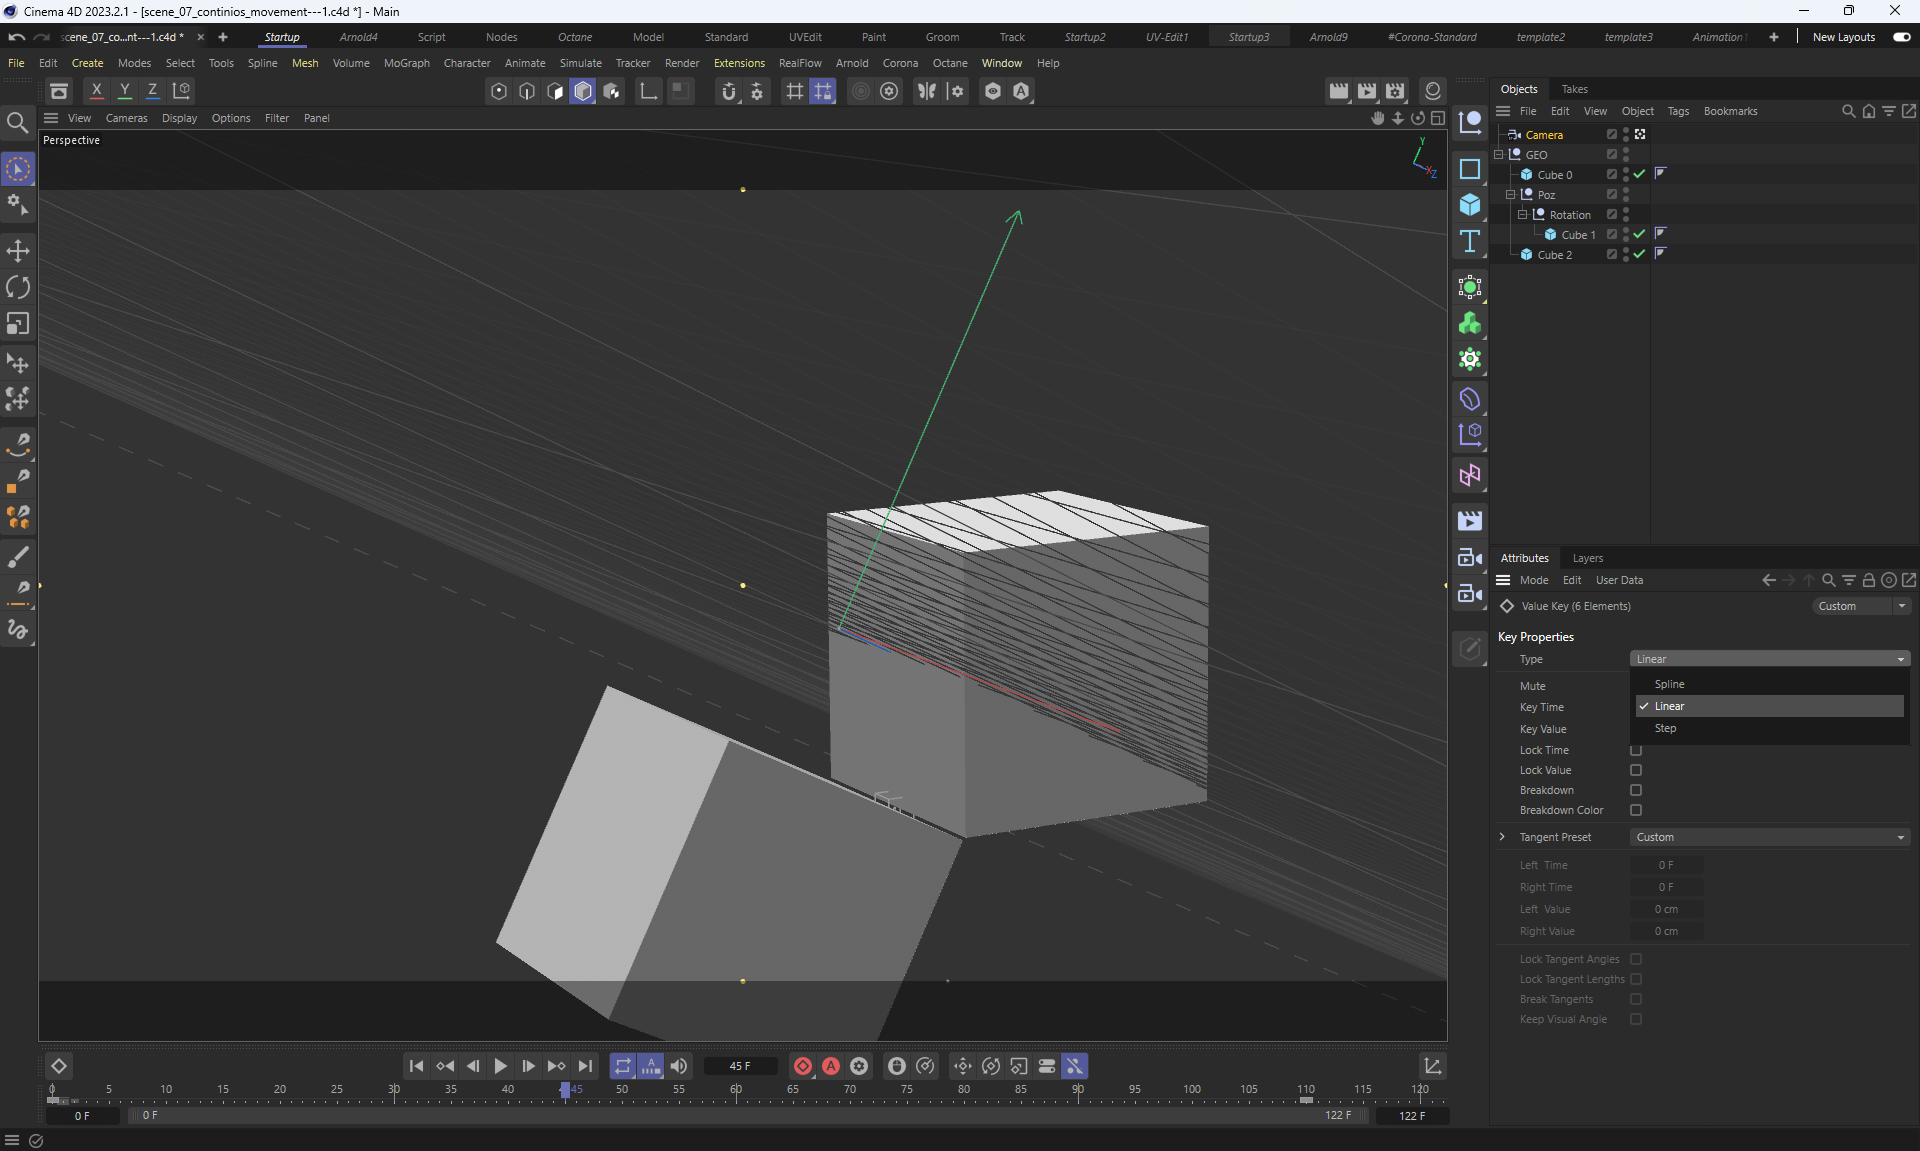 Cinema 4D 2023.2.1 - [scene_07_continios_movement---1.c4d *] - Main
scene_07_co...nt---1.c4d * Startup Arnold4 Script Nodes Octane Model Standard UVEdit Paint Groom Track Startup2 UV-Edit1 Startup3 Arnold9 #Corona-Standard template2 template3 Animation New Layouts
File Edit Create Modes Select Tools Spline Mesh Volume MoGraph Character Animate Simulate Tracker Render Extensions RealFlow Arnold Corona Octane Window Help
X Y Z
Objects Takes
View Cameras Display Options Filter Panel
File Edit View Object Tags Bookmarks
Perspective
Y
X
Z
Camera
GEO
Cube 0
Poz
Rotation
Cube 1
Cube 2
Attributes Layers
Mode Edit User Data
Value Key (6 Elements) Custom
Key Properties
Type Linear
Spline
Linear
Step
Mute
Key Time
Key Value
Lock Time
Lock Value
Breakdown
Breakdown Color
Tangent Preset Custom
Left Time 0 F
Right Time 0 F
Left Value 0 cm
Right Value 0 cm
Lock Tangent Angles
Lock Tangent Lengths
Break Tangents
Keep Visual Angle
45 F
0 5 10 15 20 25 30 35 40 45 50 55 60 65 70 75 80 85 90 95 100 105 110 115 120
0 F 0 F 122 F 122 F